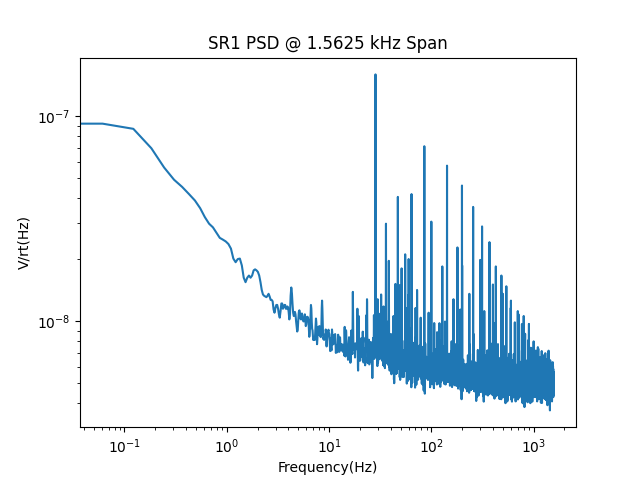 SR1 PSD @ 1.5625 kHz Span
10⁻⁷
10⁻⁸
V/rt(Hz)
10⁻¹ 10⁰ 10¹ 10² 10³
Frequency(Hz)